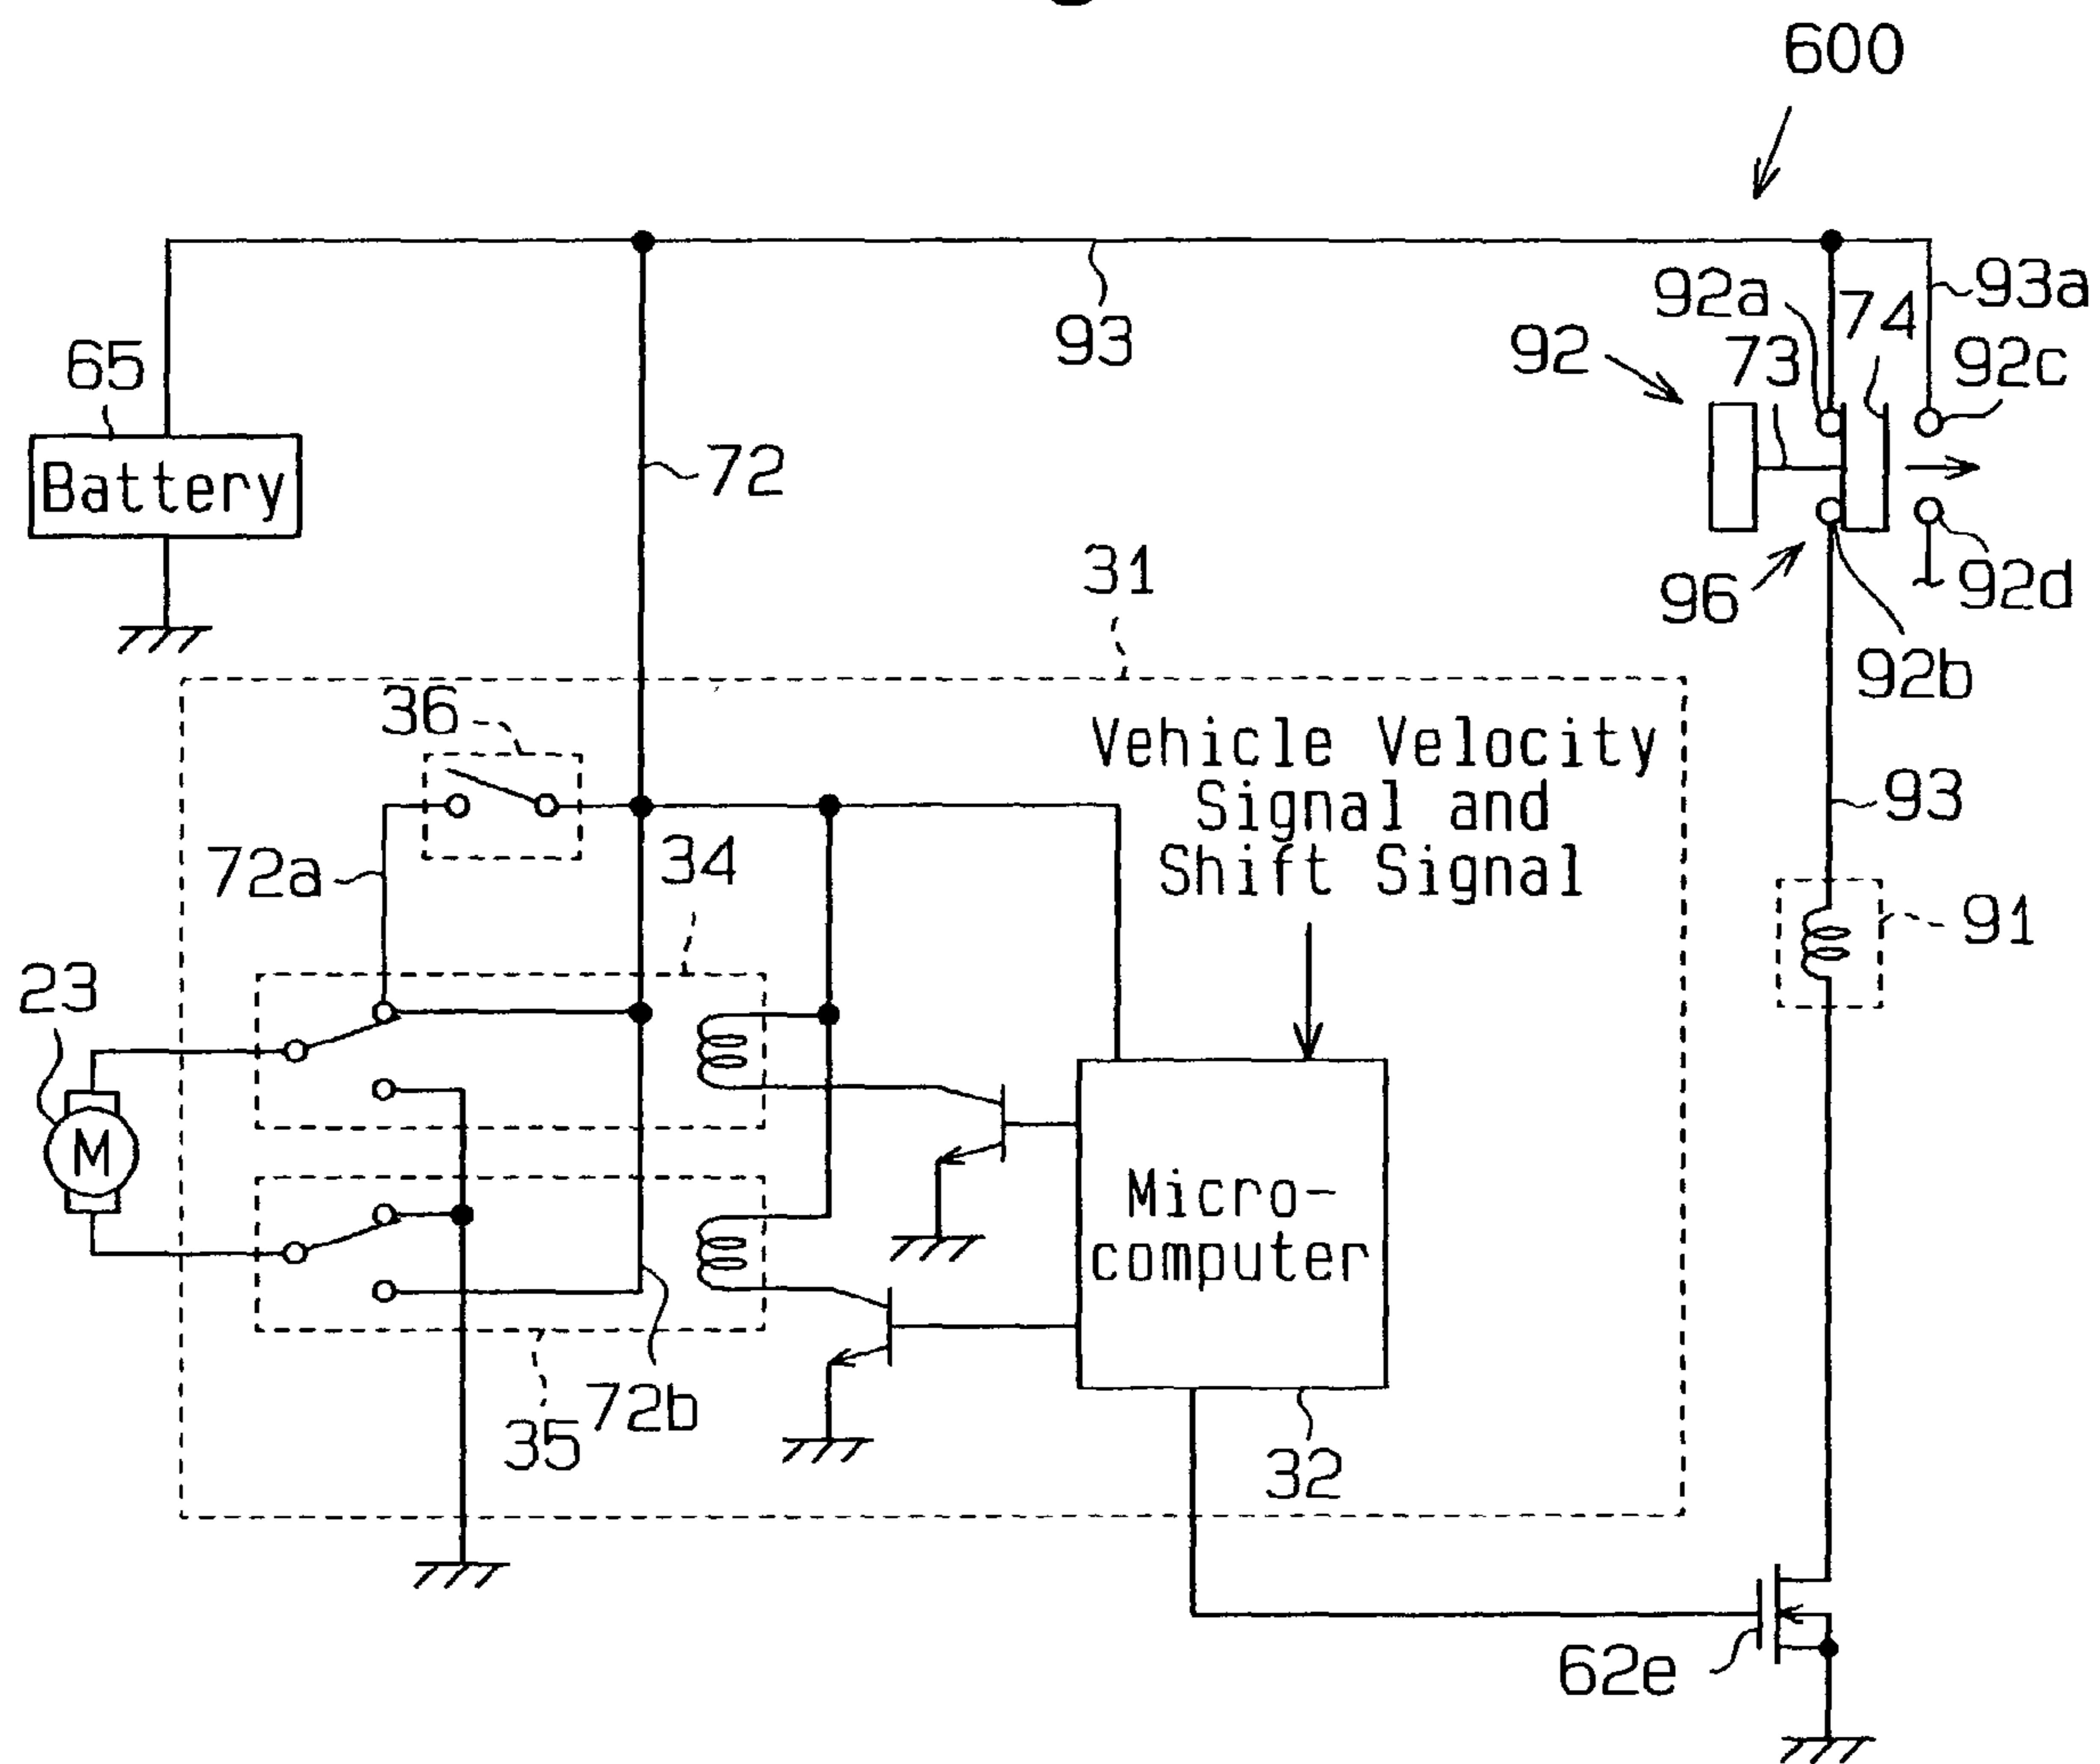 600
92a
74
93a
92
73
92c
93
65
Battery
72
96
92d
31
92b
36
Vehicle Velocity
Signal and
Shift Signal
93
72a
34
91
23
M
Micro-
computer
72b
35
32
62e